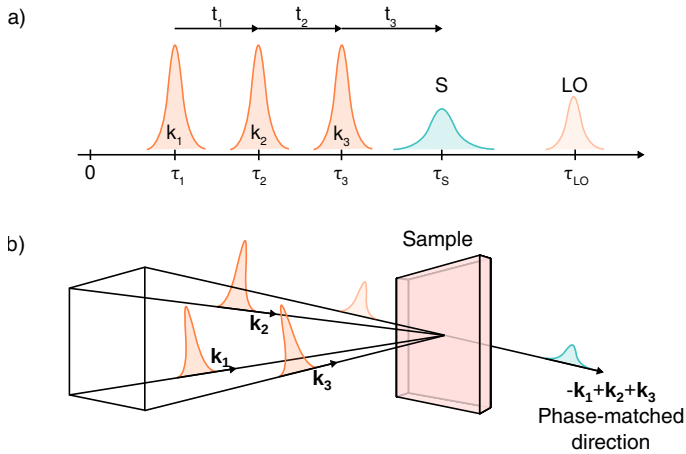 a)
t₁ t₂ t₃
S LO
k₁ k₂ k₃
0 τ₁ τ₂ τ₃ τS τLO
b)
Sample
k₂
k₁
k₃
-k₁+k₂+k₃
Phase-matched
direction